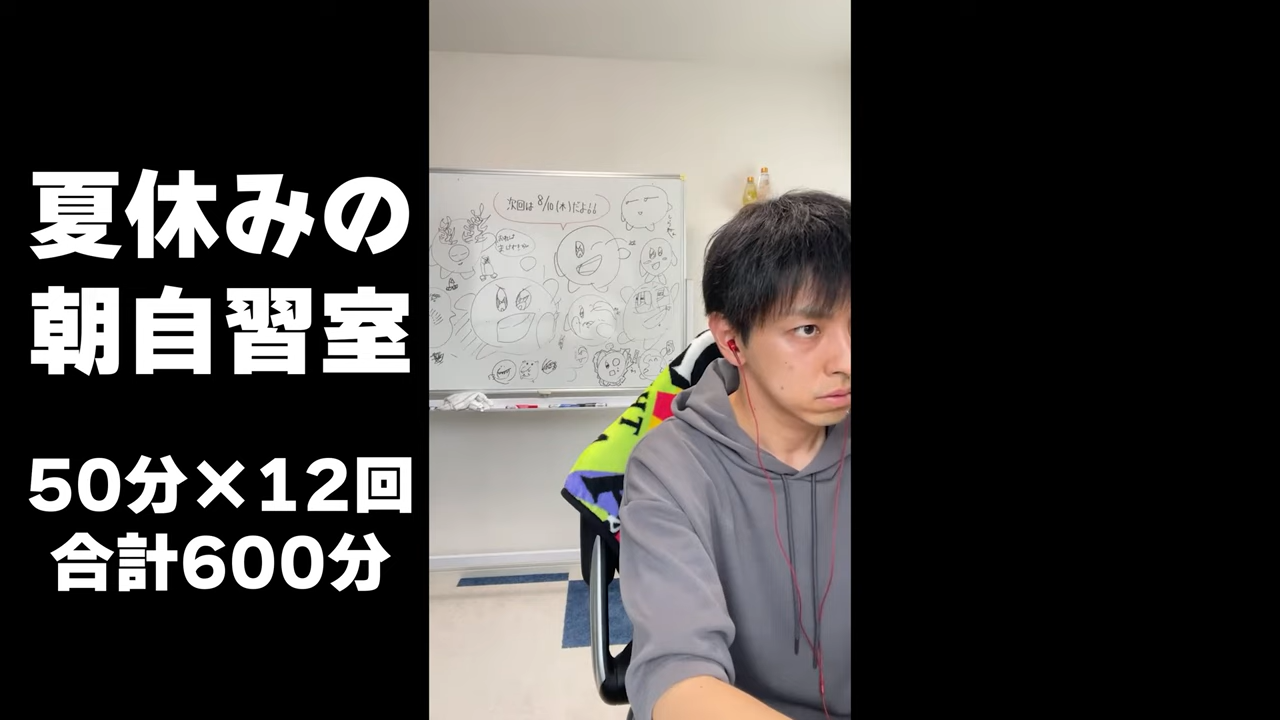 夏休みの
朝自習室
50分×12回
合計600分
次回は 8/10(木)だよ!!